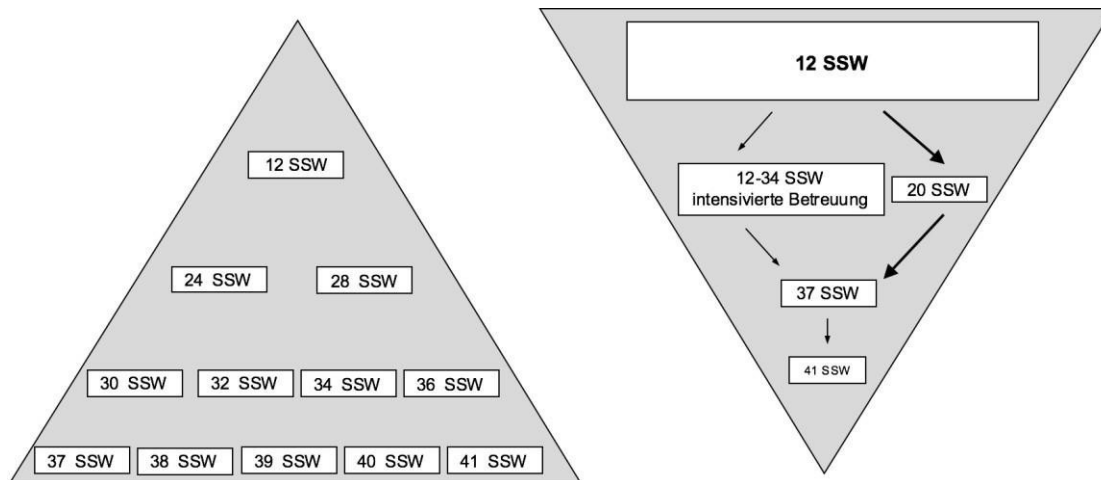 12 SSW
24 SSW
28 SSW
30 SSW
32 SSW
34 SSW
36 SSW
37 SSW
38 SSW
39 SSW
40 SSW
41 SSW
12 SSW
12-34 SSW
intensivierte Betreuung
20 SSW
37 SSW
41 SSW